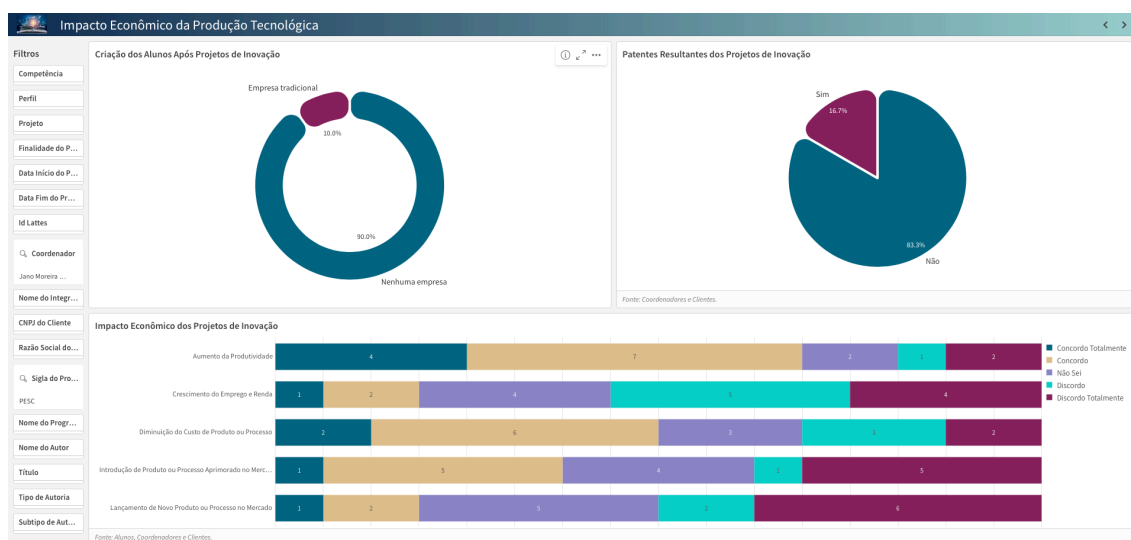 Impacto Econômico da Produção Tecnológica
Filtros
Competência
Perfil
Projeto
Finalidade do P...
Data Início do P...
Data Fim do Pr...
Id Lattes
Coordenador
Jano Moreira ...
Nome do Integr...
CNPJ do Cliente
Razão Social do...
Sigla do Pro...
PESC
Nome do Progr...
Nome do Autor
Título
Tipo de Autoria
Subtipo de Aut...
Criação dos Alunos Após Projetos de Inovação
Empresa tradicional
10.0%
90.0%
Nenhuma empresa
Patentes Resultantes dos Projetos de Inovação
Sim
16.7%
83.3%
Não
Fonte: Coordenadores e Clientes.
Impacto Econômico dos Projetos de Inovação
Aumento da Produtividade 4 7 2 1 2
Crescimento do Emprego e Renda 1 2 4 5 4
Diminuição do Custo de Produto ou Processo 2 6 3 3 2
Introdução de Produto ou Processo Aprimorado no Merc... 1 5 4 1 5
Lançamento de Novo Produto ou Processo no Mercado 1 2 5 2 6
Concordo Totalmente
Concordo
Não Sei
Discordo
Discordo Totalmente
Fonte: Alunos, Coordenadores e Clientes.